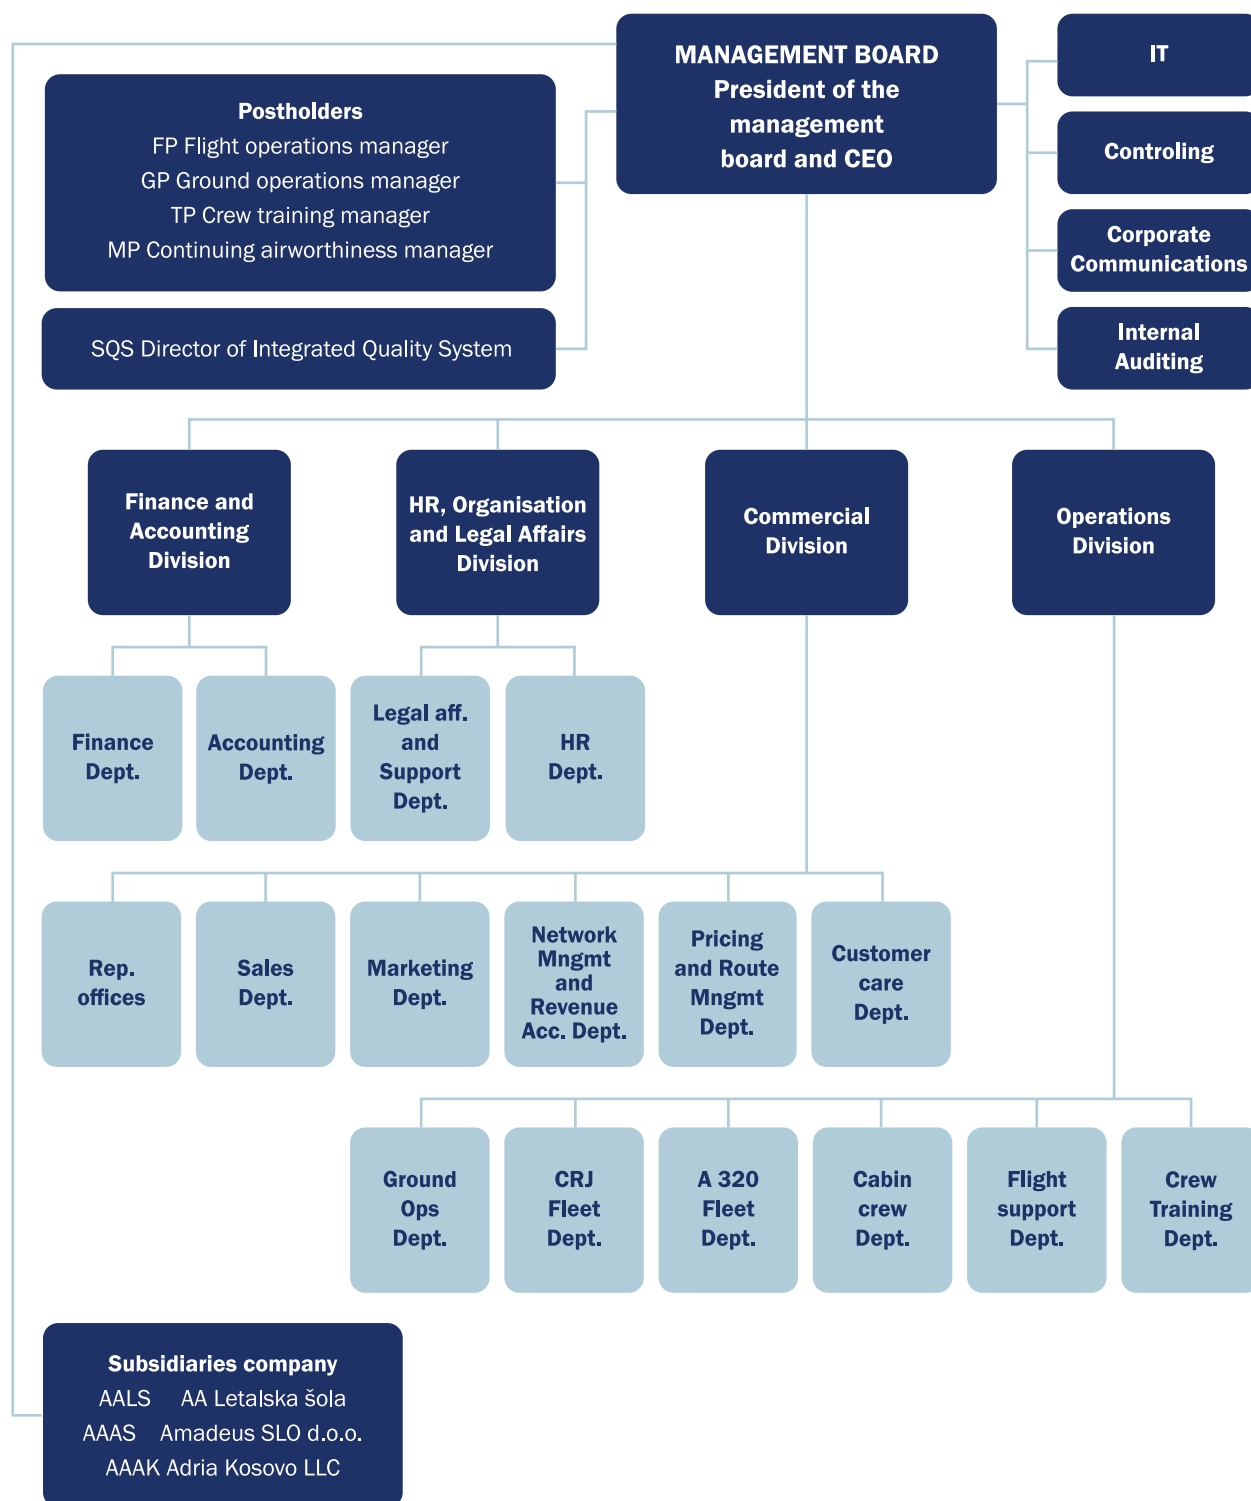 MANAGEMENT BOARD
President of the
management
board and CEO
IT
Controling
Corporate
Communications
Internal
Auditing
Postholders
FP Flight operations manager
GP Ground operations manager
TP Crew training manager
MP Continuing airworthiness manager
SQS Director of Integrated Quality System
Finance and
Accounting
Division
HR, Organisation
and Legal Affairs
Division
Commercial
Division
Operations
Division
Finance
Dept.
Accounting
Dept.
Legal aff.
and
Support
Dept.
HR
Dept.
Rep.
offices
Sales
Dept.
Marketing
Dept.
Network
Mngmt
and
Revenue
Acc. Dept.
Pricing
and Route
Mngmt
Dept.
Customer
care
Dept.
Ground
Ops
Dept.
CRJ
Fleet
Dept.
A 320
Fleet
Dept.
Cabin
crew
Dept.
Flight
support
Dept.
Crew
Training
Dept.
Subsidiaries company
AALS AA Letalska šola
AAAS Amadeus SLO d.o.o.
AAAK Adria Kosovo LLC